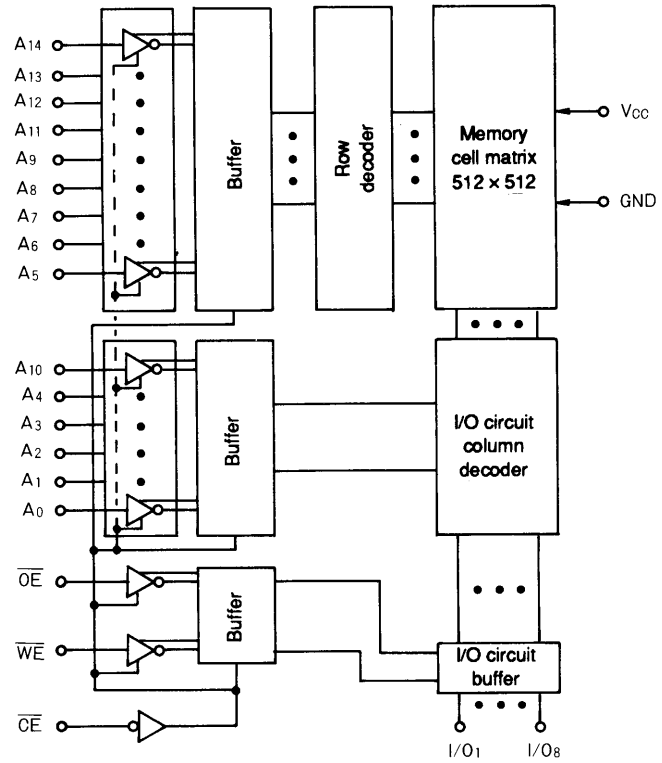 A14
A13
A12
A11
A9
A8
A7
A6
A5
Buffer
Row
decoder
Memory
cell matrix
512 × 512
VCC
GND
A10
A4
A3
A2
A1
A0
Buffer
I/O circuit
column
decoder
OE
WE
CE
Buffer
I/O circuit
buffer
I/O1
I/O8